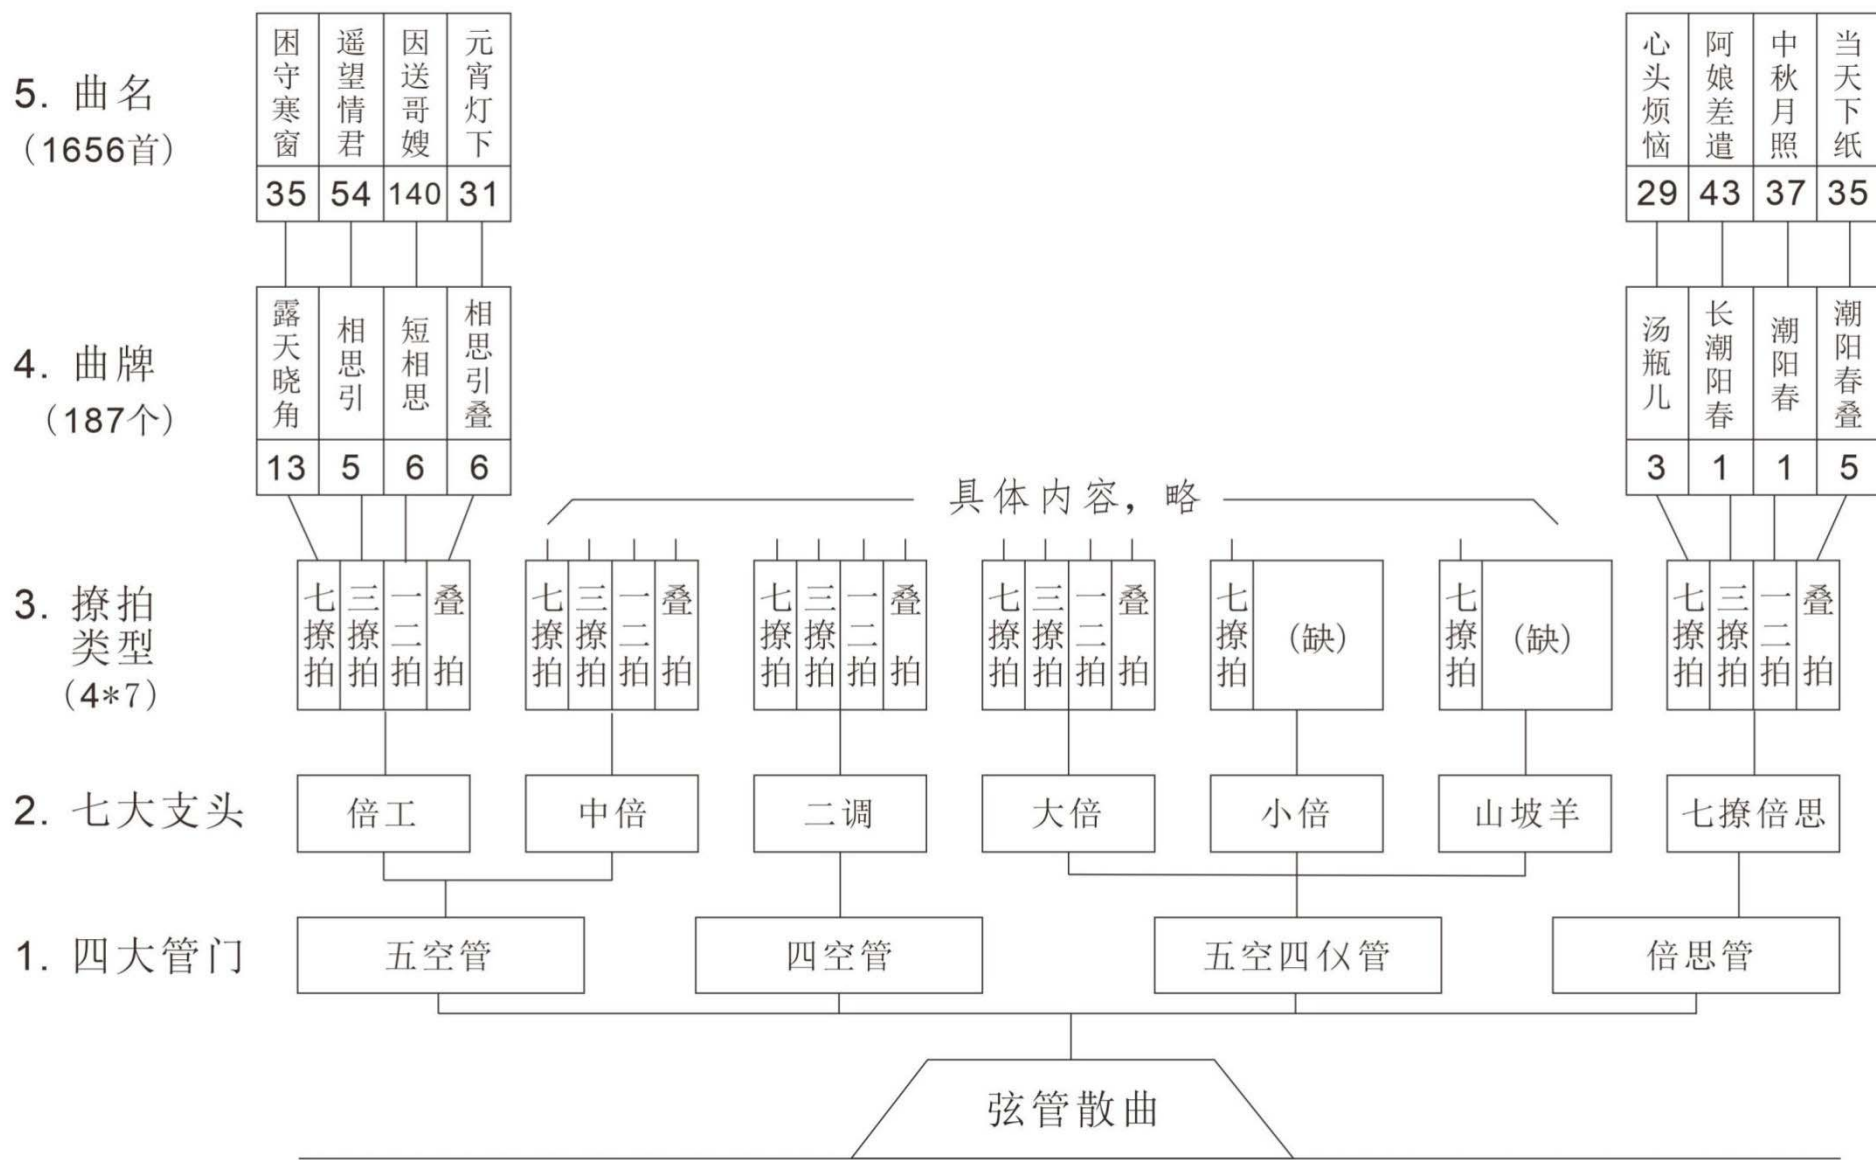 5. 曲名
（1656首）
困守寒窗
遥望情君
因送哥嫂
元宵灯下
35 54 140 31
心头烦恼
阿娘差遣
中秋月照
当天下纸
29 43 37 35
4. 曲牌
（187个）
露天晓角
相思引
短相思
相思引叠
13 5 6 6
汤瓶儿
长潮阳春
潮阳春
潮阳春叠
3 1 1 5
具体内容，略
3. 撩拍
类型
（4*7）
七撩拍
三撩拍
一二拍
叠拍
七撩拍
三撩拍
一二拍
叠拍
七撩拍
三撩拍
一二拍
叠拍
七撩拍
三撩拍
一二拍
叠拍
七撩拍
（缺）
七撩拍
（缺）
七撩拍
三撩拍
一二拍
叠拍
2. 七大支头
倍工
中倍
二调
大倍
小倍
山坡羊
七撩倍思
1. 四大管门
五空管
四空管
五空四仪管
倍思管
弦管散曲